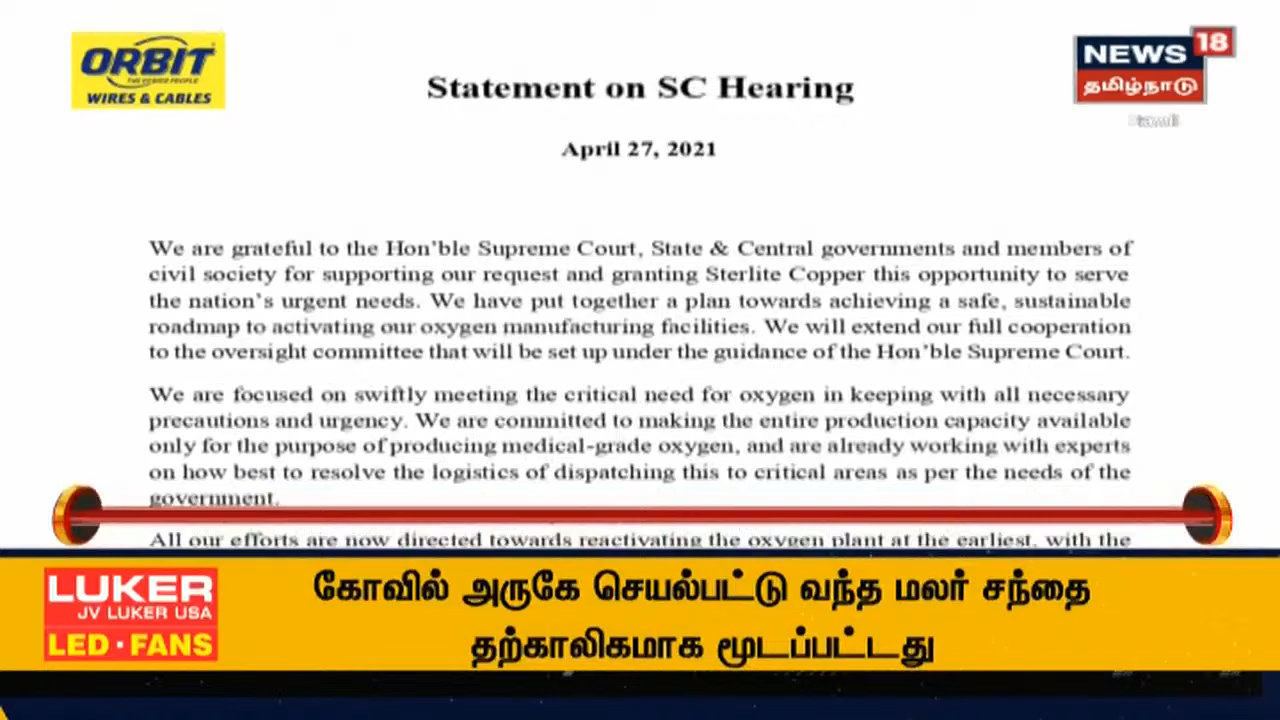 ORBIT
THE POWER PEOPLE
WIRES & CABLES
NEWS 18
தமிழ்நாடு
Statement on SC Hearing
April 27, 2021
We are grateful to the Hon’ble Supreme Court, State & Central governments and members of
civil society for supporting our request and granting Sterlite Copper this opportunity to serve
the nation’s urgent needs. We have put together a plan towards achieving a safe, sustainable
roadmap to activating our oxygen manufacturing facilities. We will extend our full cooperation
to the oversight committee that will be set up under the guidance of the Hon’ble Supreme Court.
We are focused on swiftly meeting the critical need for oxygen in keeping with all necessary
precautions and urgency. We are committed to making the entire production capacity available
only for the purpose of producing medical-grade oxygen, and are already working with experts
on how best to resolve the logistics of dispatching this to critical areas as per the needs of the
government.
All our efforts are now directed towards reactivating the oxygen plant at the earliest, with the
LUKER
JV LUKER USA
LED · FANS
கோவில் அருகே செயல்பட்டு வந்த மலர் சந்தை
தற்காலிகமாக மூடப்பட்டது